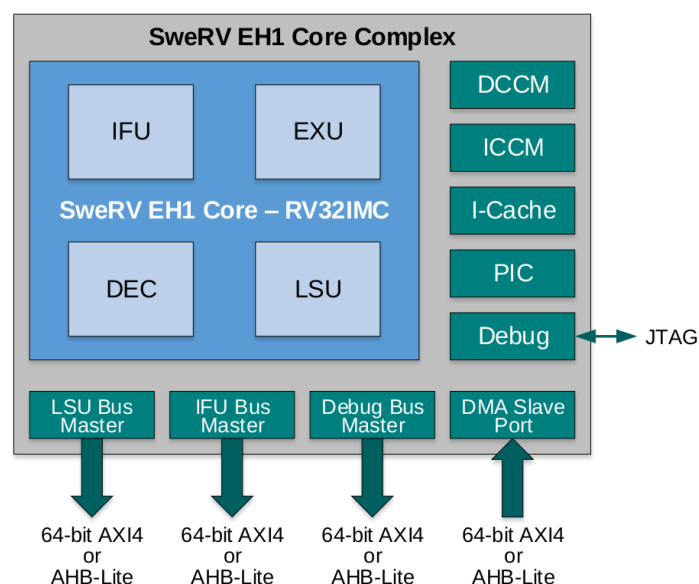 SweRV EH1 Core Complex
IFU
EXU
SweRV EH1 Core – RV32IMC
DEC
LSU
DCCM
ICCM
I-Cache
PIC
Debug
JTAG
LSU Bus
Master
IFU Bus
Master
Debug Bus
Master
DMA Slave
Port
64-bit AXI4
or
AHB-Lite
64-bit AXI4
or
AHB-Lite
64-bit AXI4
or
AHB-Lite
64-bit AXI4
or
AHB-Lite